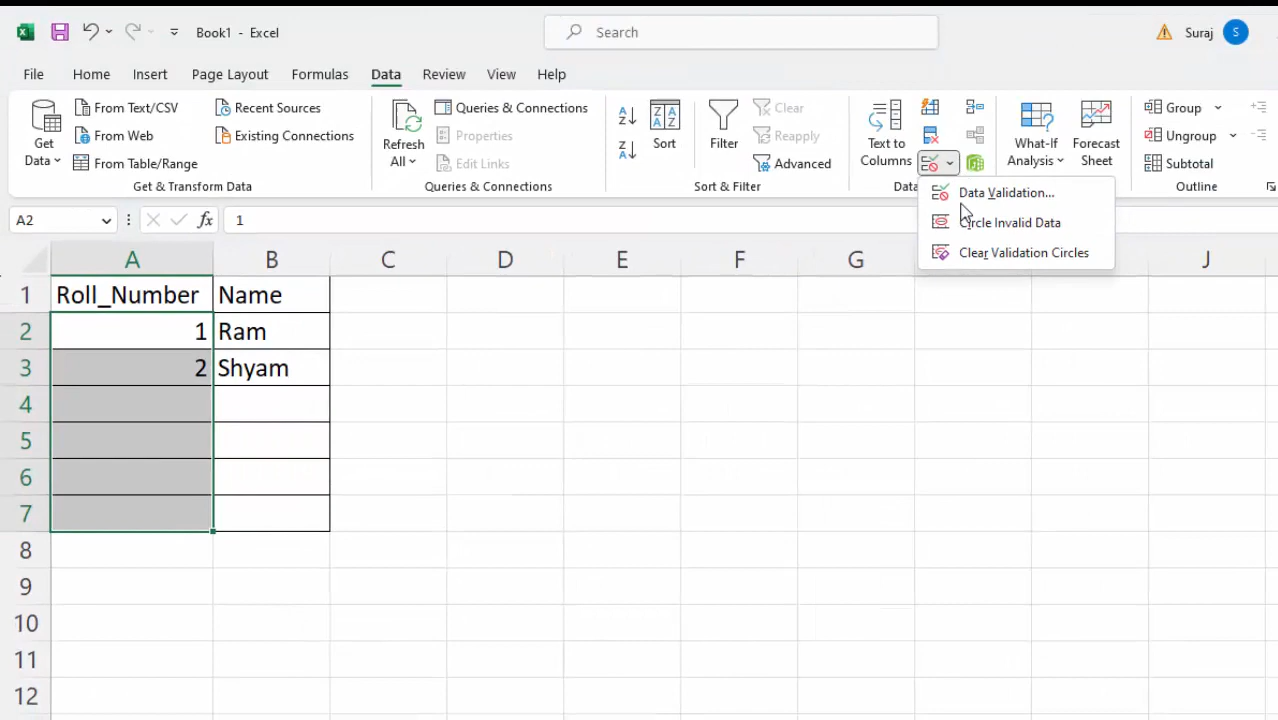 Book1 - Excel
Search
Suraj
S
File Home Insert Page Layout Formulas Data Review View Help
From Text/CSV Recent Sources Queries & Connections Clear Group
From Web Existing Connections Properties Reapply Ungroup
Get Data From Table/Range Refresh All Edit Links Sort Filter Advanced Text to Columns What-If Analysis Forecast Sheet Subtotal
Get & Transform Data Queries & Connections Sort & Filter Data Outline
Data Validation...
Circle Invalid Data
Clear Validation Circles
A2 fx 1
A B C D E F G J
1 Roll_Number Name
2 1 Ram
3 2 Shyam
4
5
6
7
8
9
10
11
12